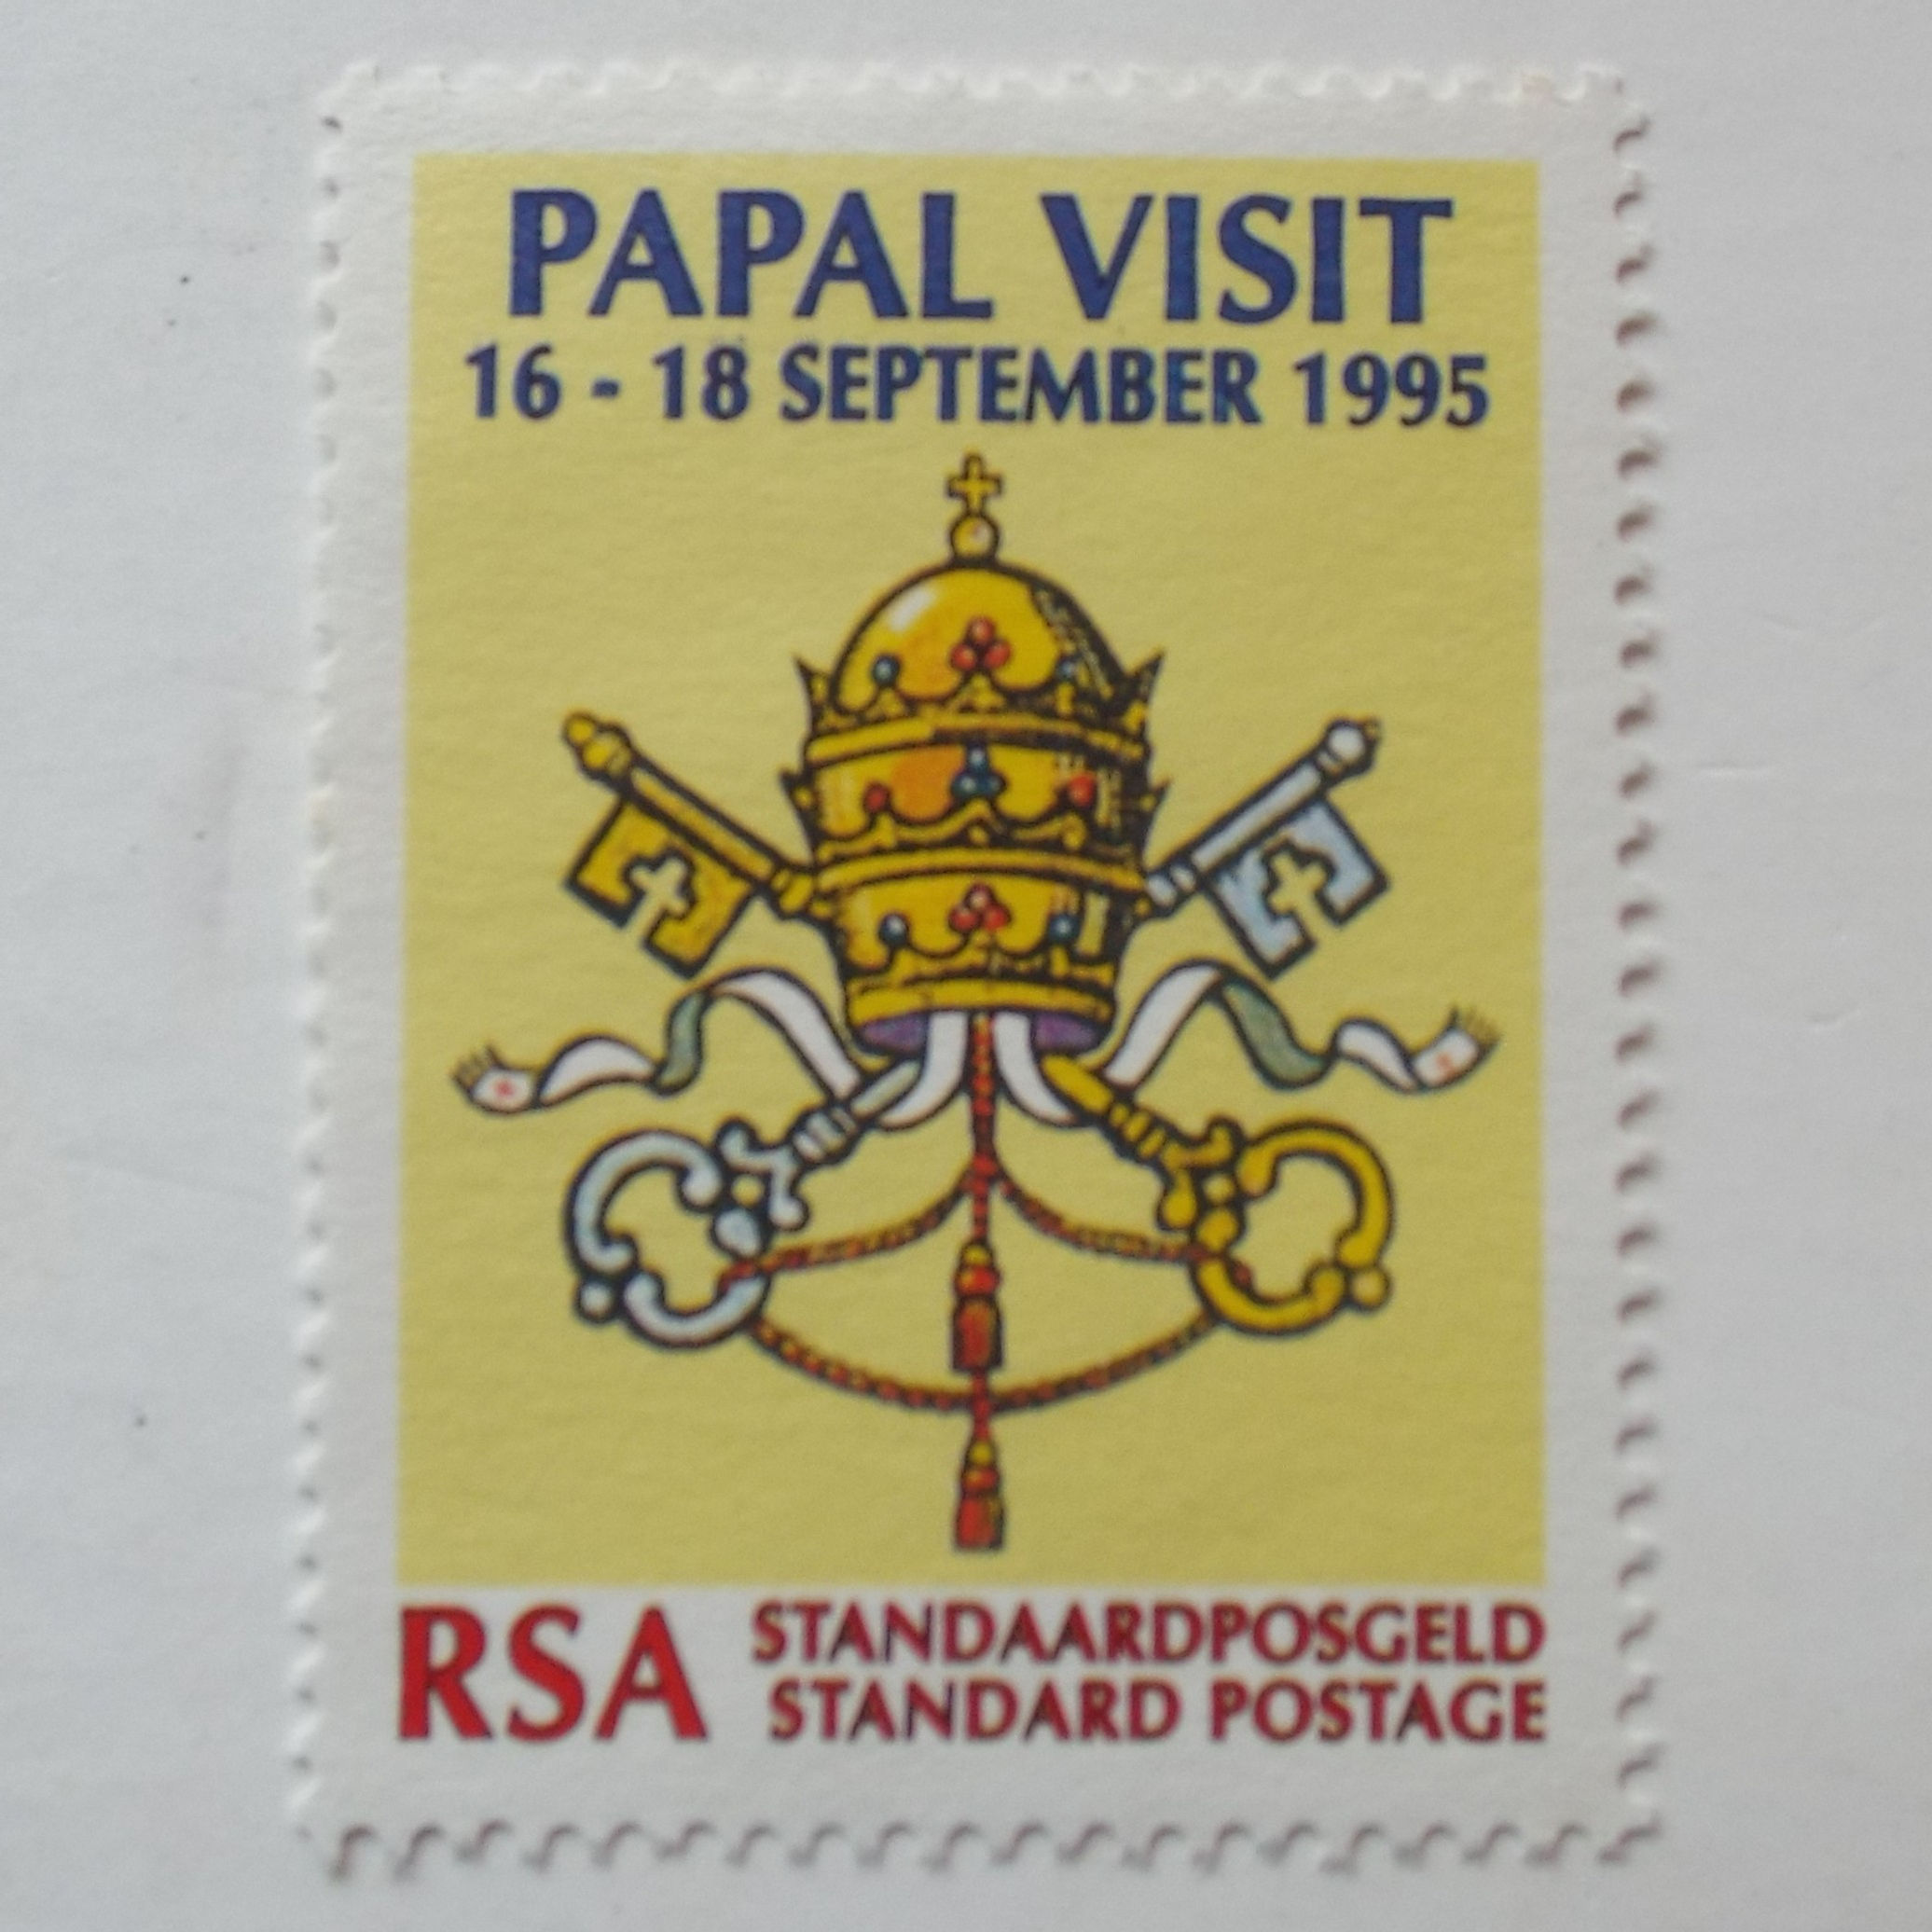 PAPAL VISIT
16 - 18 SEPTEMBER 1995
RSA
STANDAARDPOSGELD
STANDARD POSTAGE